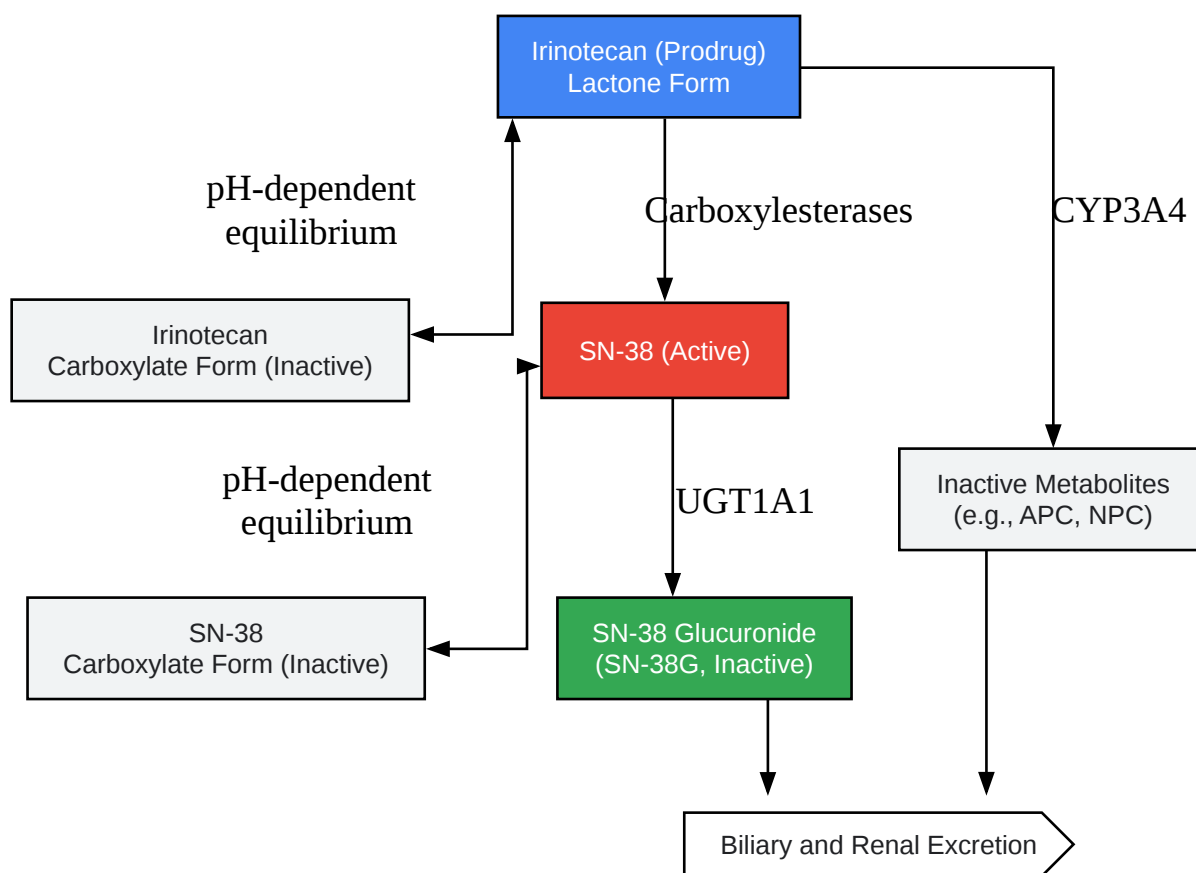 Irinotecan (Prodrug)
Lactone Form
pH-dependent
equilibrium
Carboxylesterases
CYP3A4
Irinotecan
Carboxylate Form (Inactive)
SN-38 (Active)
pH-dependent
equilibrium
UGT1A1
Inactive Metabolites
(e.g., APC, NPC)
SN-38
Carboxylate Form (Inactive)
SN-38 Glucuronide
(SN-38G, Inactive)
Biliary and Renal Excretion